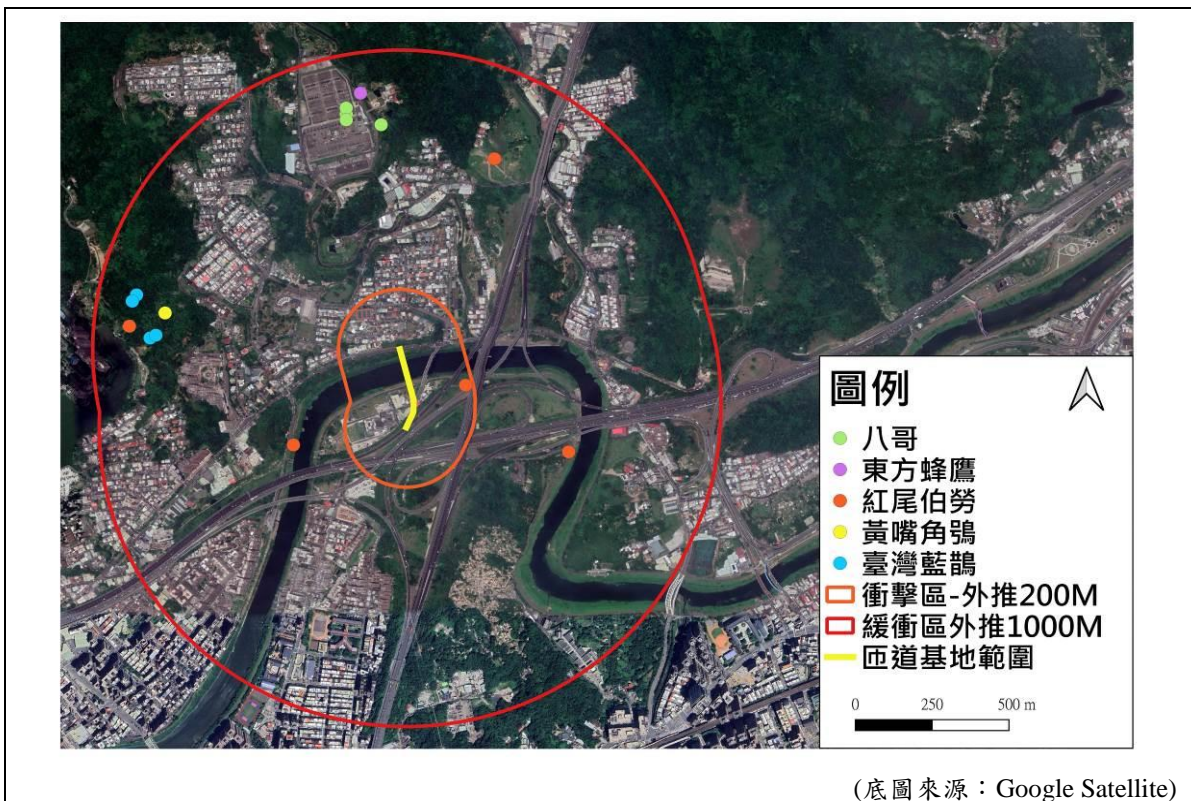 圖例
八哥
東方蜂鷹
紅尾伯勞
黃嘴角鴞
臺灣藍鵲
衝擊區-外推200M
緩衝區外推1000M
匝道基地範圍
0 250 500 m
(底圖來源：Google Satellite)